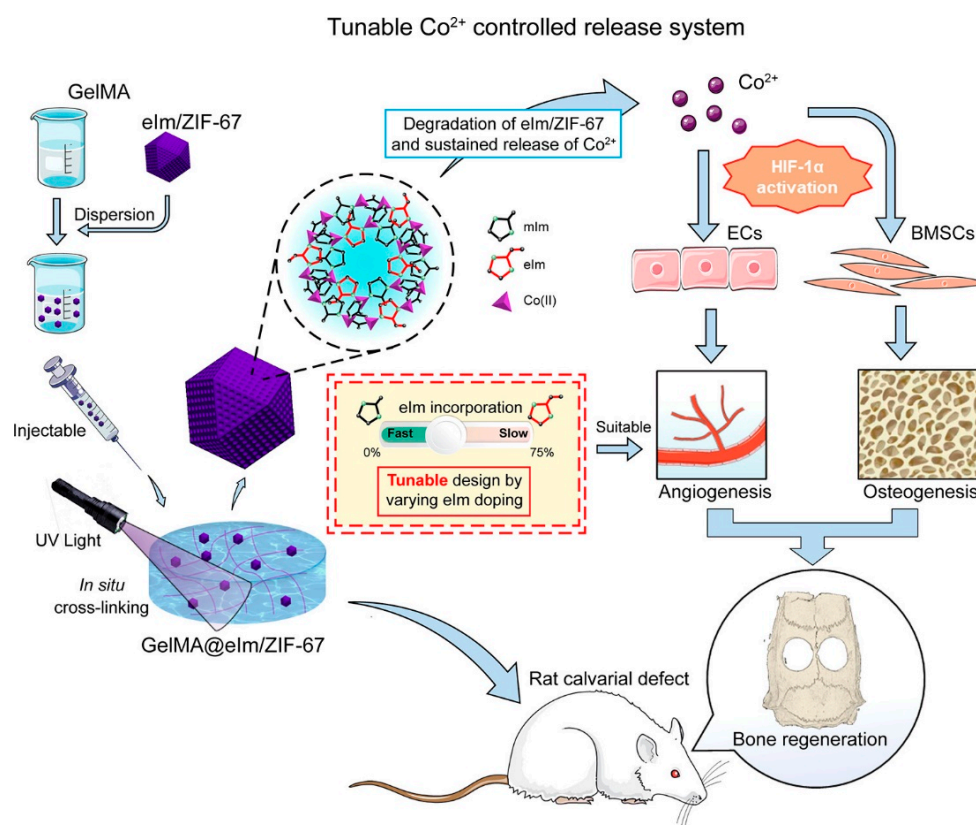 Tunable Co²⁺ controlled release system
GelMA
eIm/ZIF-67
Dispersion
Injectable
UV Light
In situ
cross-linking
GelMA@eIm/ZIF-67
Degradation of eIm/ZIF-67
and sustained release of Co²⁺
mIm
eIm
Co(II)
eIm incorporation
Fast
Slow
0%
75%
Tunable design by
varying eIm doping
Co²⁺
HIF-1α
activation
ECs
BMSCs
Suitable
Angiogenesis
Osteogenesis
Rat calvarial defect
Bone regeneration